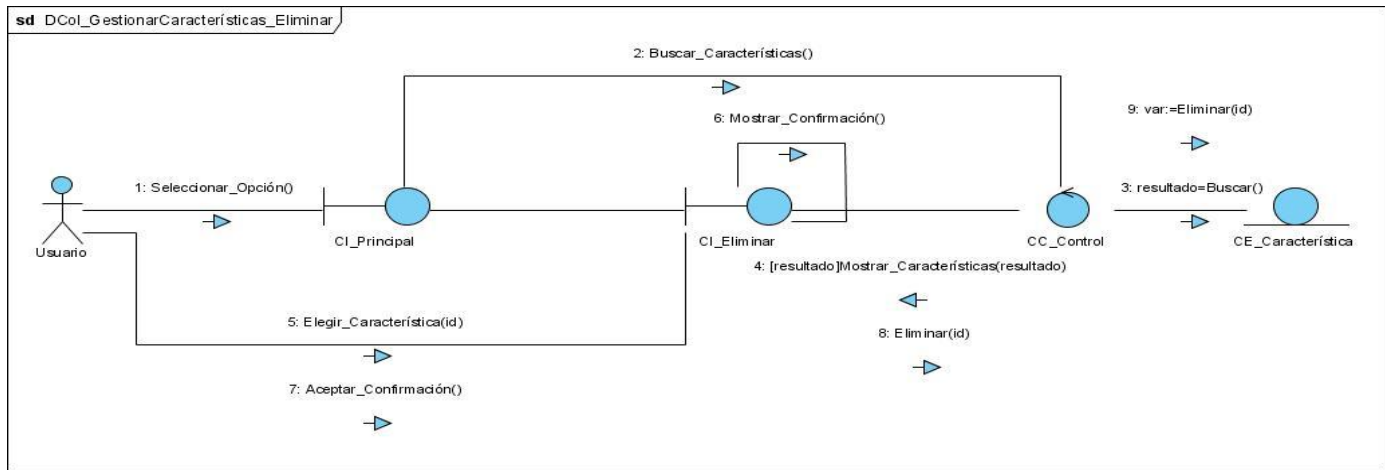 sd DCol_GestionarCaracterísticas_Eliminar
2: Buscar_Características()
6: Mostrar_Confirmación()
9: var:=Eliminar(id)
1: Seleccionar_Opción()
3: resultado=Buscar()
Usuario
CI_Principal
CI_Eliminar
CC_Control
CE_Característica
4: [resultado]Mostrar_Características(resultado)
5: Elegir_Característica(id)
8: Eliminar(id)
7: Aceptar_Confirmación()